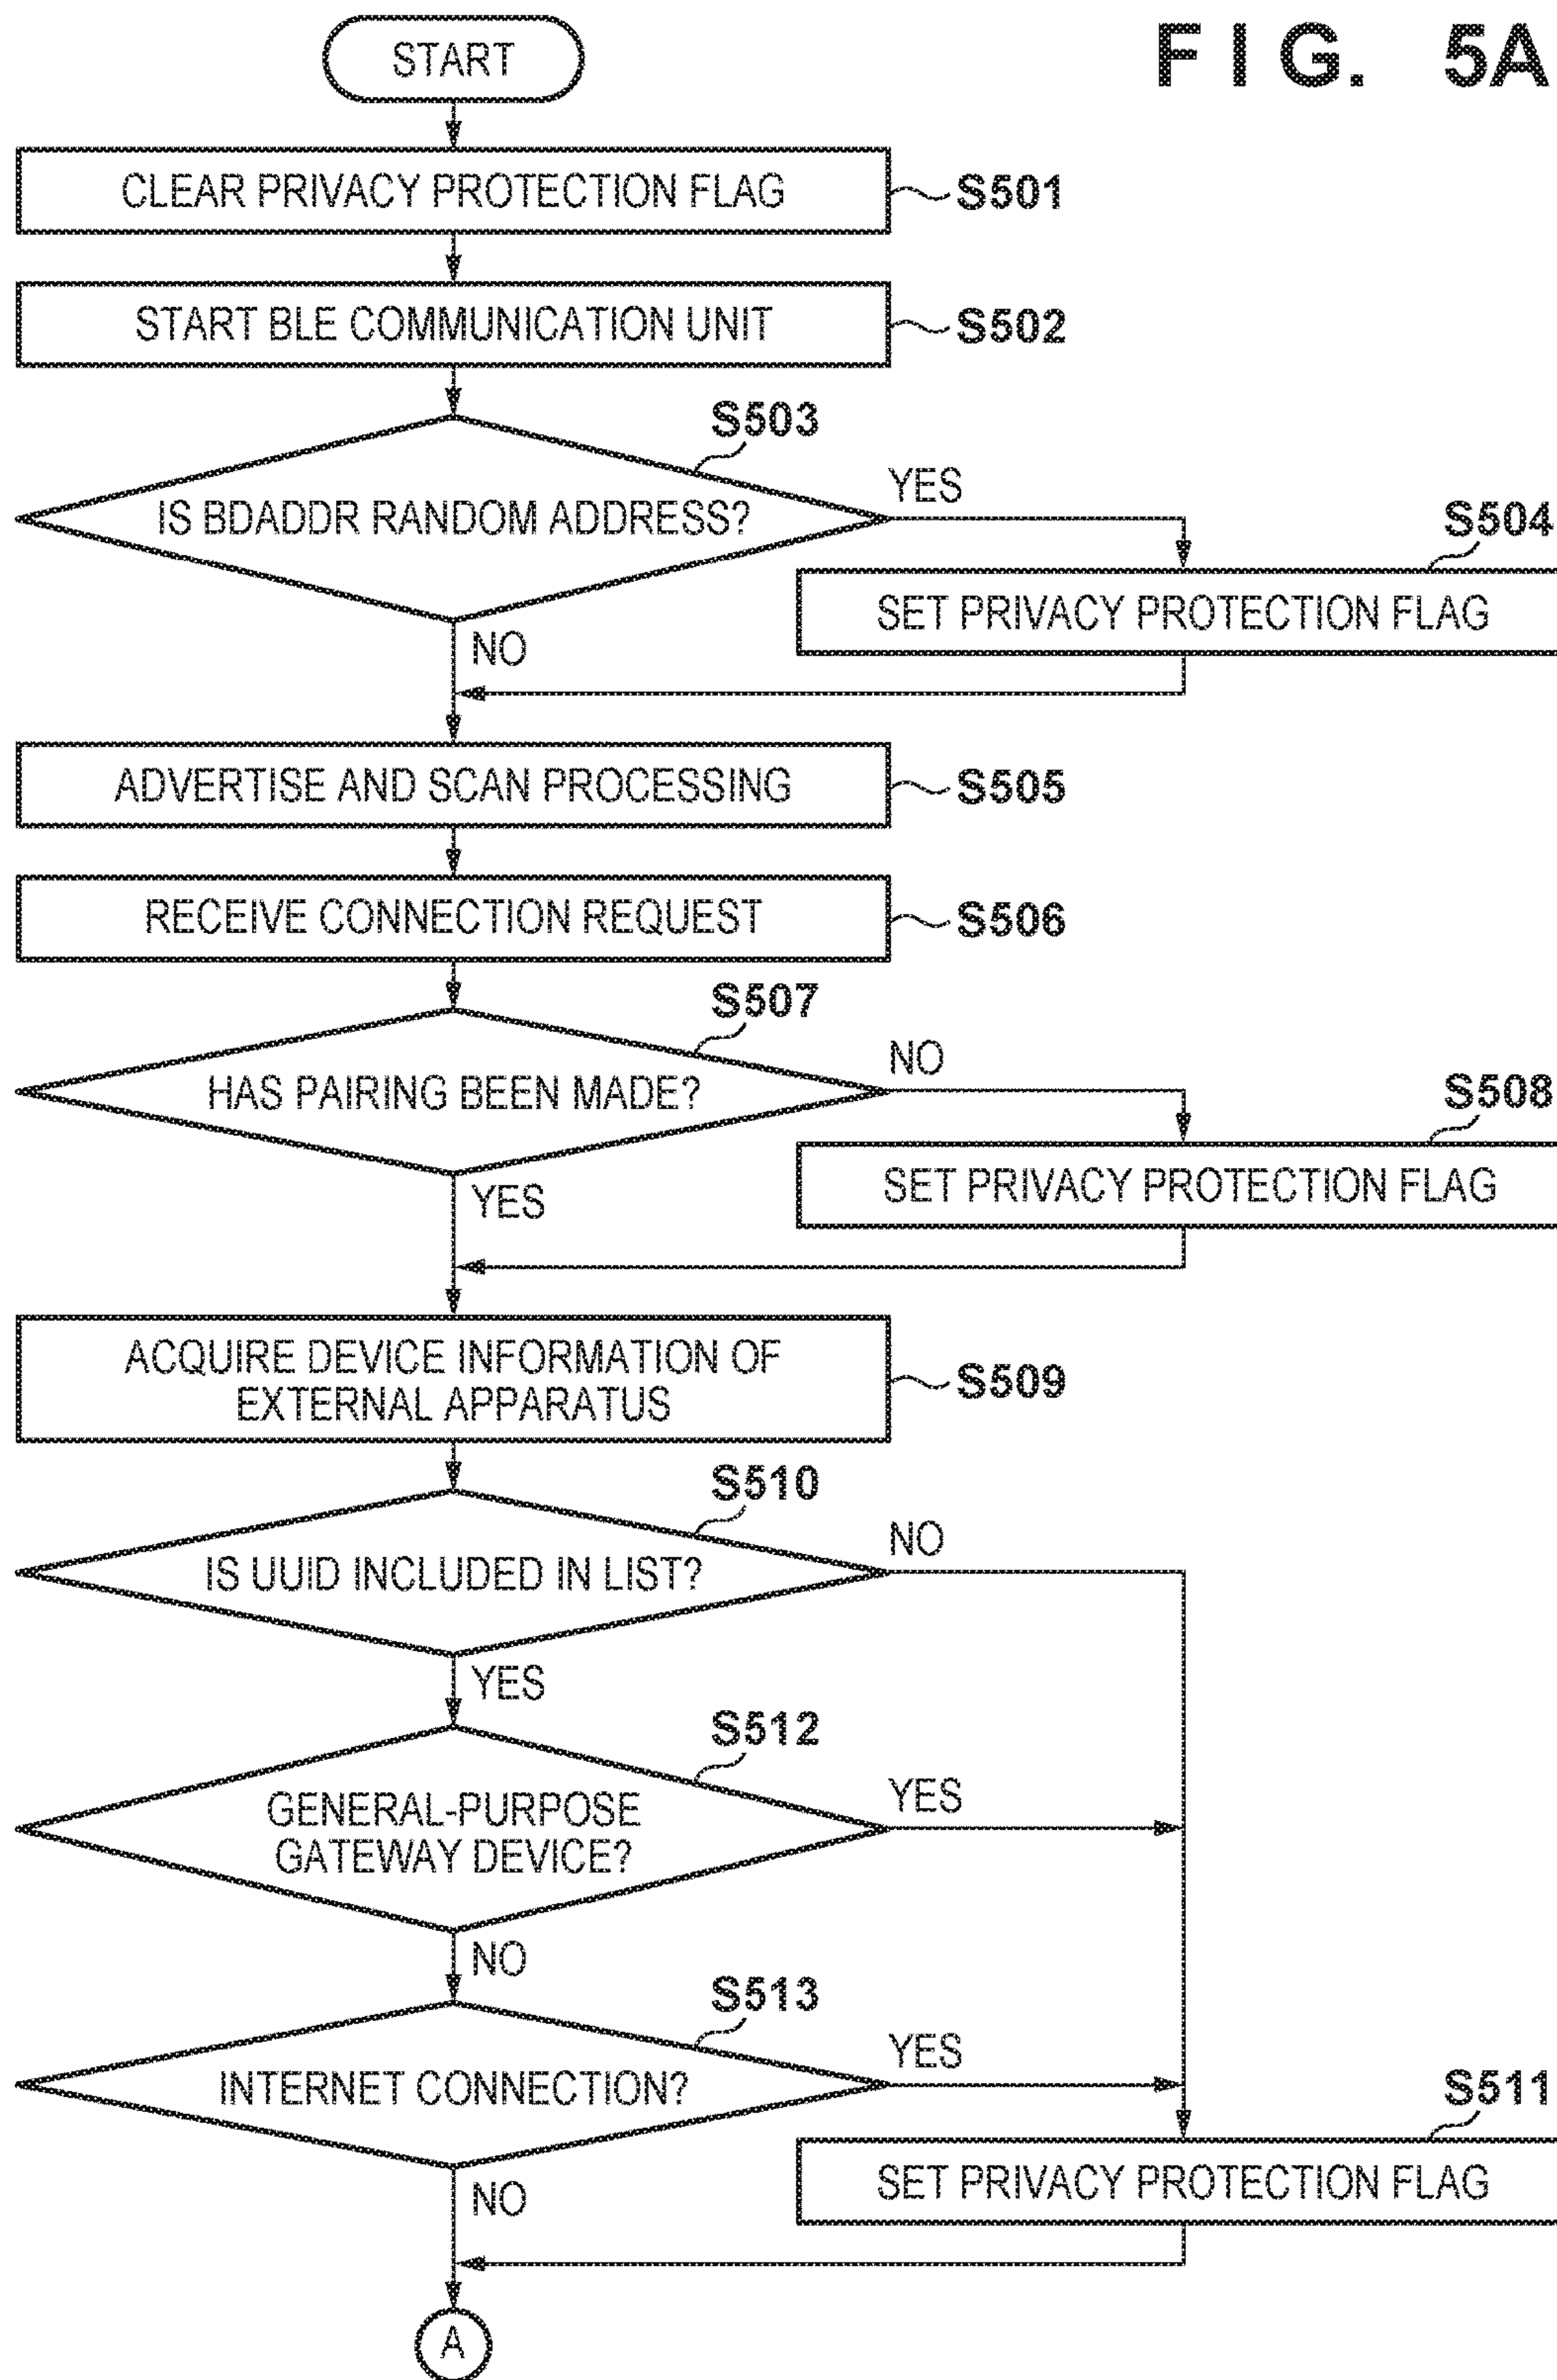 FIG. 5A
START
CLEAR PRIVACY PROTECTION FLAG
S501
START BLE COMMUNICATION UNIT
S502
S503
IS BDADDR RANDOM ADDRESS?
YES
S504
SET PRIVACY PROTECTION FLAG
NO
ADVERTISE AND SCAN PROCESSING
S505
RECEIVE CONNECTION REQUEST
S506
S507
HAS PAIRING BEEN MADE?
NO
S508
SET PRIVACY PROTECTION FLAG
YES
ACQUIRE DEVICE INFORMATION OF
EXTERNAL APPARATUS
S509
S510
IS UUID INCLUDED IN LIST?
NO
YES
S512
GENERAL-PURPOSE
GATEWAY DEVICE?
YES
NO
S513
INTERNET CONNECTION?
YES
S511
SET PRIVACY PROTECTION FLAG
NO
A